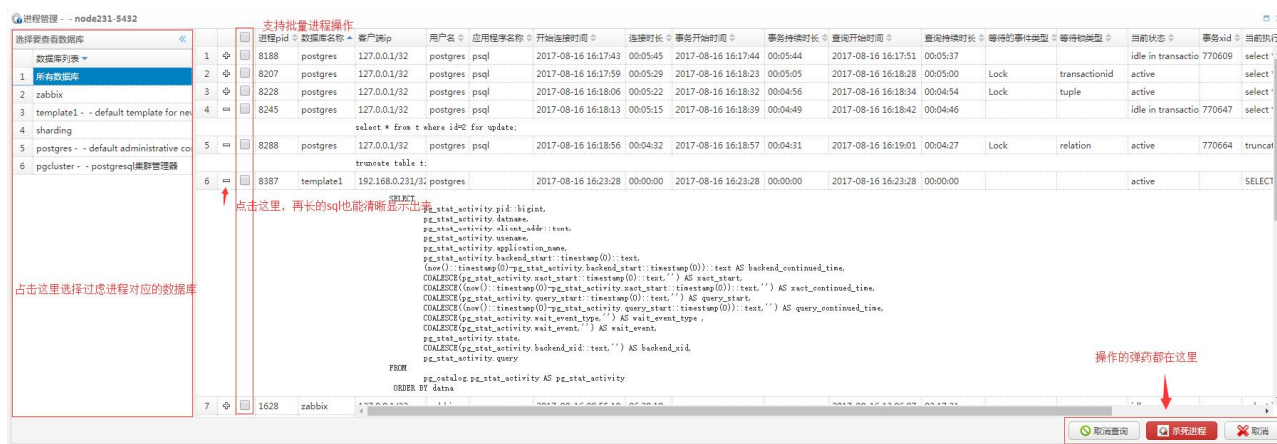 进程管理 - - node231-5432
支持批量进程操作
选择要查看数据库 «
数据库列表
1 所有数据库
2 zabbix
3 template1 - - default template for nev
4 sharding
5 postgres - - default administrative co
6 pgcluster - - postgresql集群管理器
占击这里选择过虑进程对应的数据库
进程pid 数据库名称 客户端ip 用户名 应用程序名称 开始连接时间 连接时长 事务开始时间 事务持续时长 查询开始时间 查询持续时长 等待的事件类型 等待锁类型 当前状态 事务xid 当前执行
1 8188 postgres 127.0.0.1/32 postgres psql 2017-08-16 16:17:43 00:05:45 2017-08-16 16:17:44 00:05:44 2017-08-16 16:17:51 00:05:37 idle in transactio 770609 select
2 8207 postgres 127.0.0.1/32 postgres psql 2017-08-16 16:17:59 00:05:29 2017-08-16 16:18:23 00:05:05 2017-08-16 16:18:28 00:05:00 Lock transactionid active select
3 8228 postgres 127.0.0.1/32 postgres psql 2017-08-16 16:18:06 00:05:22 2017-08-16 16:18:32 00:04:56 2017-08-16 16:18:34 00:04:54 Lock tuple active select
4 8245 postgres 127.0.0.1/32 postgres psql 2017-08-16 16:18:13 00:05:15 2017-08-16 16:18:39 00:04:49 2017-08-16 16:18:42 00:04:46 idle in transactio 770647 select
select * from t where id=2 for update;
5 8288 postgres 127.0.0.1/32 postgres psql 2017-08-16 16:18:56 00:04:32 2017-08-16 16:18:57 00:04:31 2017-08-16 16:19:01 00:04:27 Lock relation active 770664 truncat
truncate table t;
6 8387 template1 192.168.0.231/32 postgres 2017-08-16 16:23:28 00:00:00 2017-08-16 16:23:28 00:00:00 2017-08-16 16:23:28 00:00:00 active SELECT
点击这里，再长的sql也能清晰显示出来
SELECT
pg_stat_activity.pid::bigint,
pg_stat_activity.datname,
pg_stat_activity.client_addr::text,
pg_stat_activity.usename,
pg_stat_activity.application_name,
pg_stat_activity.backend_start::timestamp(0)::text,
(now()::timestamp(0)-pg_stat_activity.backend_start::timestamp(0))::text AS backend_continued_time,
COALESCE(pg_stat_activity.xact_start::timestamp(0)::text,'') AS xact_start,
COALESCE((now()::timestamp(0)-pg_stat_activity.xact_start::timestamp(0))::text,'') AS xact_continued_time,
COALESCE(pg_stat_activity.query_start::timestamp(0)::text,'') AS query_start,
COALESCE((now()::timestamp(0)-pg_stat_activity.query_start::timestamp(0))::text,'') AS query_continued_time,
COALESCE(pg_stat_activity.wait_event_type,'') AS wait_event_type ,
COALESCE(pg_stat_activity.wait_event,'') AS wait_event,
pg_stat_activity.state,
COALESCE(pg_stat_activity.backend_xid::text,'') AS backend_xid,
pg_stat_activity.query
FROM
pg_catalog.pg_stat_activity AS pg_stat_activity
ORDER BY datna
操作的弹药都在这里
7 1628 zabbix
取消查询 杀死进程 取消